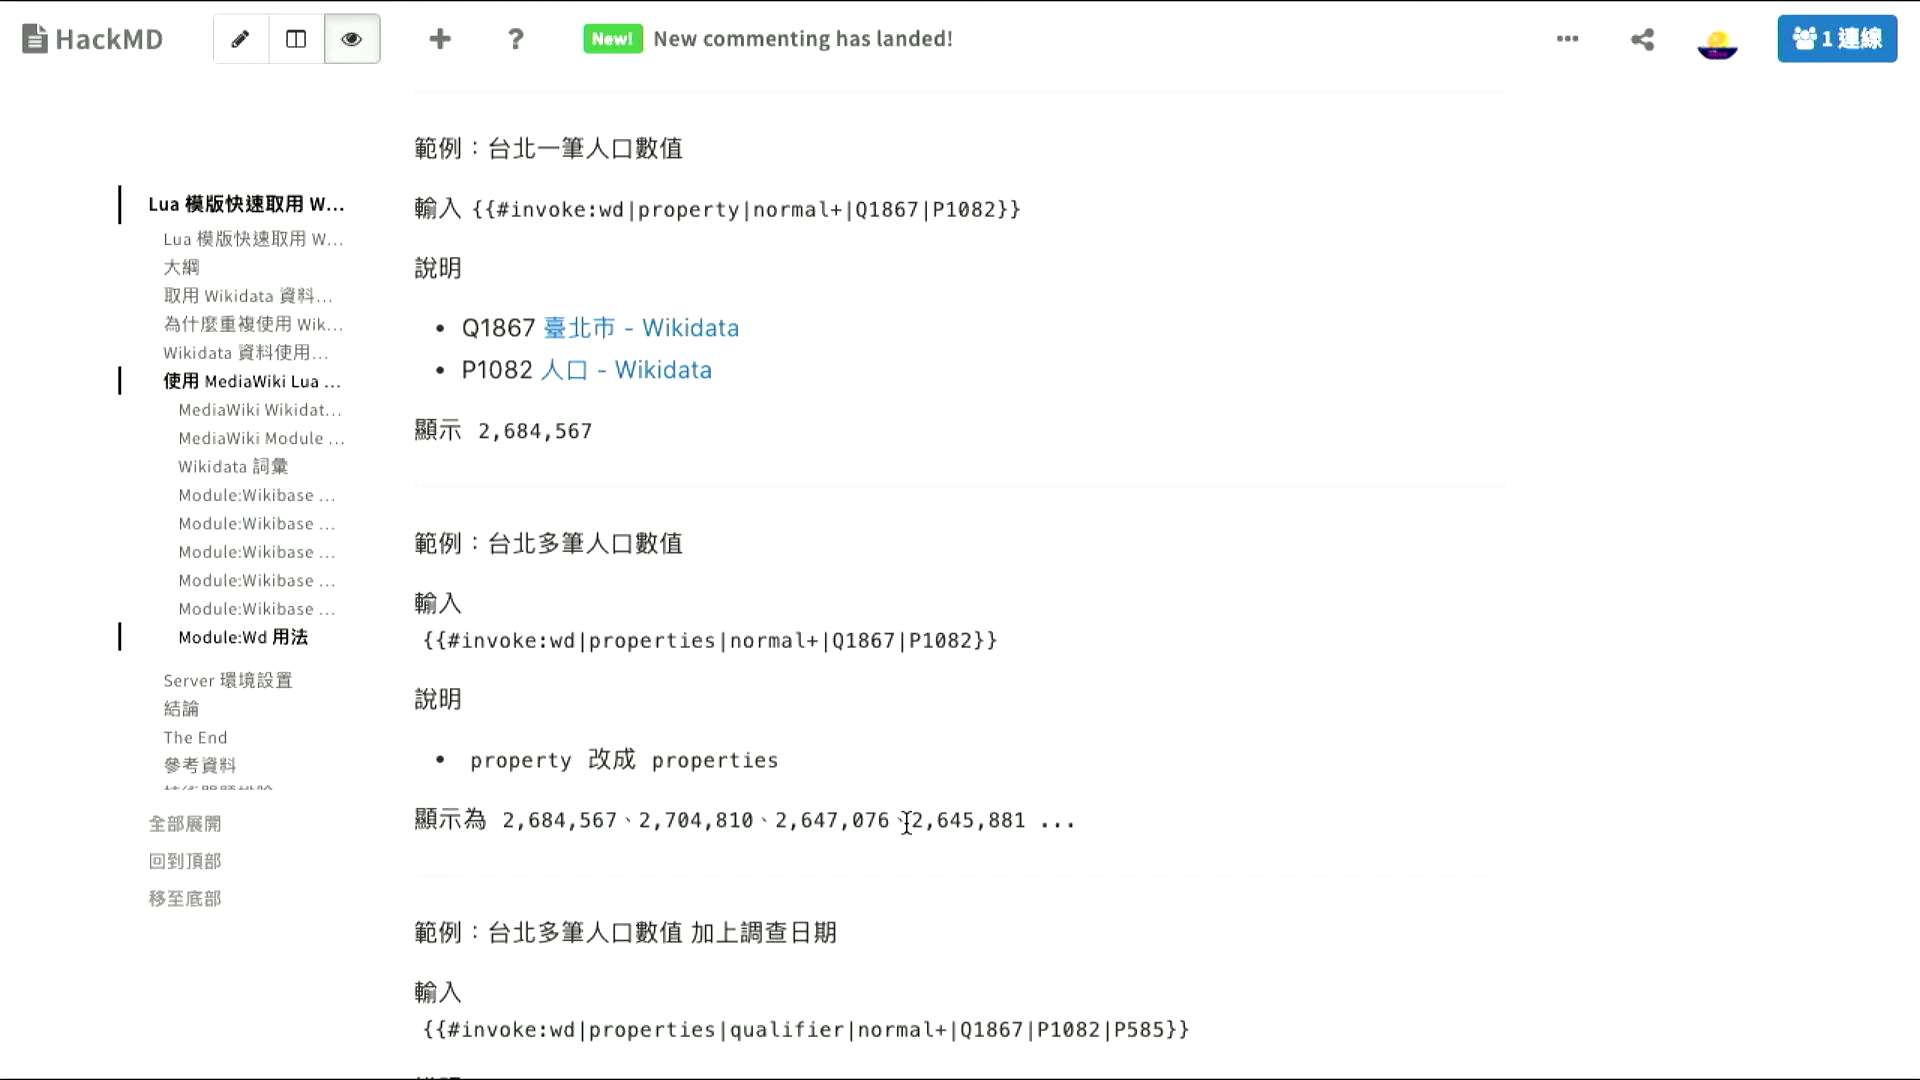 HackMD
New! New commenting has landed!
1 連線
Lua 模版快速取用 W...
Lua 模版快速取用 W...
大綱
取用 Wikidata 資料...
為什麼重複使用 Wik...
Wikidata 資料使用...
使用 MediaWiki Lua ...
MediaWiki Wikidat...
MediaWiki Module ...
Wikidata 詞彙
Module:Wikibase ...
Module:Wikibase ...
Module:Wikibase ...
Module:Wikibase ...
Module:Wikibase ...
Module:Wd 用法
Server 環境設置
結論
The End
參考資料
全部展開
回到頂部
移至底部
範例：台北一筆人口數值
輸入 {{#invoke:wd|property|normal+|Q1867|P1082}}
說明
• Q1867 臺北市 - Wikidata
• P1082 人口 - Wikidata
顯示 2,684,567
範例：台北多筆人口數值
輸入
{{#invoke:wd|properties|normal+|Q1867|P1082}}
說明
• property 改成 properties
顯示為 2,684,567、2,704,810、2,647,076、2,645,881 ...
範例：台北多筆人口數值 加上調查日期
輸入
{{#invoke:wd|properties|qualifier|normal+|Q1867|P1082|P585}}